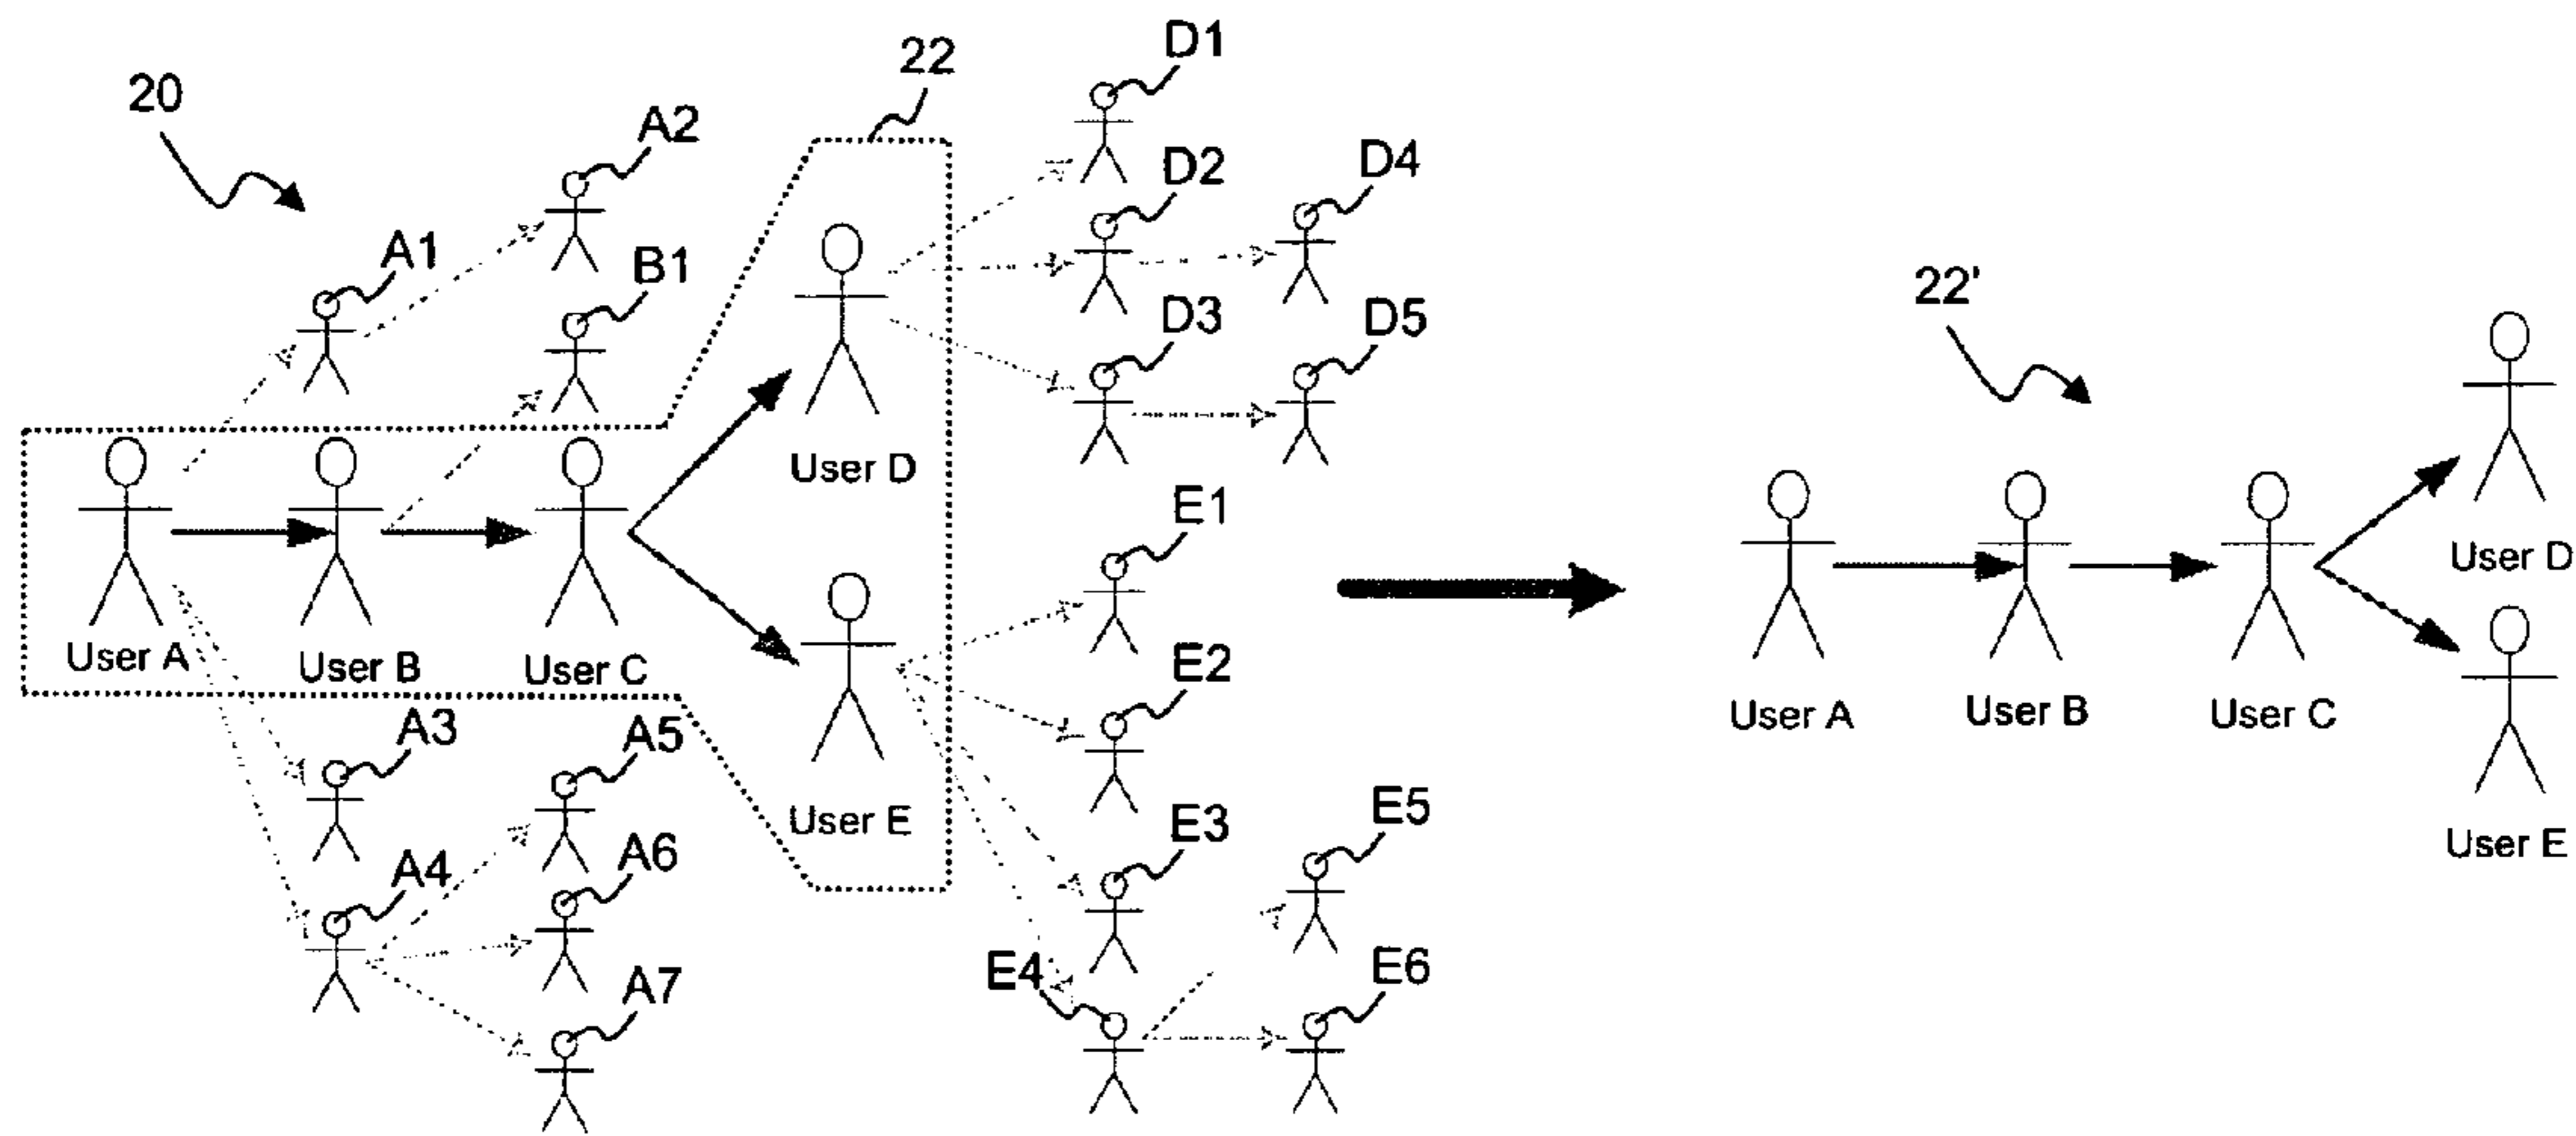 20
22
D1
A2
D2
D4
A1
B1
D3
D5
22'
User D
E1
User A
User B
User C
E2
User D
User A
User B
User C
A3
A5
E3
E5
User E
User E
A4
A6
E4
E6
A7